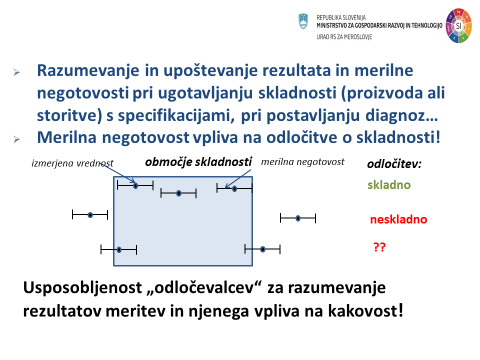 REPUBLIKA SLOVENIJA
MINISTRSTVO ZA GOSPODARSKI RAZVOJ IN TEHNOLOGIJO
URAD RS ZA MEROSLOVJE
SI
Razumevanje in upoštevanje rezultata in merilne
negotovosti pri ugotavljanju skladnosti (proizvoda ali
storitve) s specifikacijami, pri postavljanju diagnoz…
Merilna negotovost vpliva na odločitve o skladnosti!
izmerjena vrednost območje skladnosti merilna negotovost odločitev:
skladno
neskladno
??
Usposobljenost „odločevalcev“ za razumevanje
rezultatov meritev in njenega vpliva na kakovost!